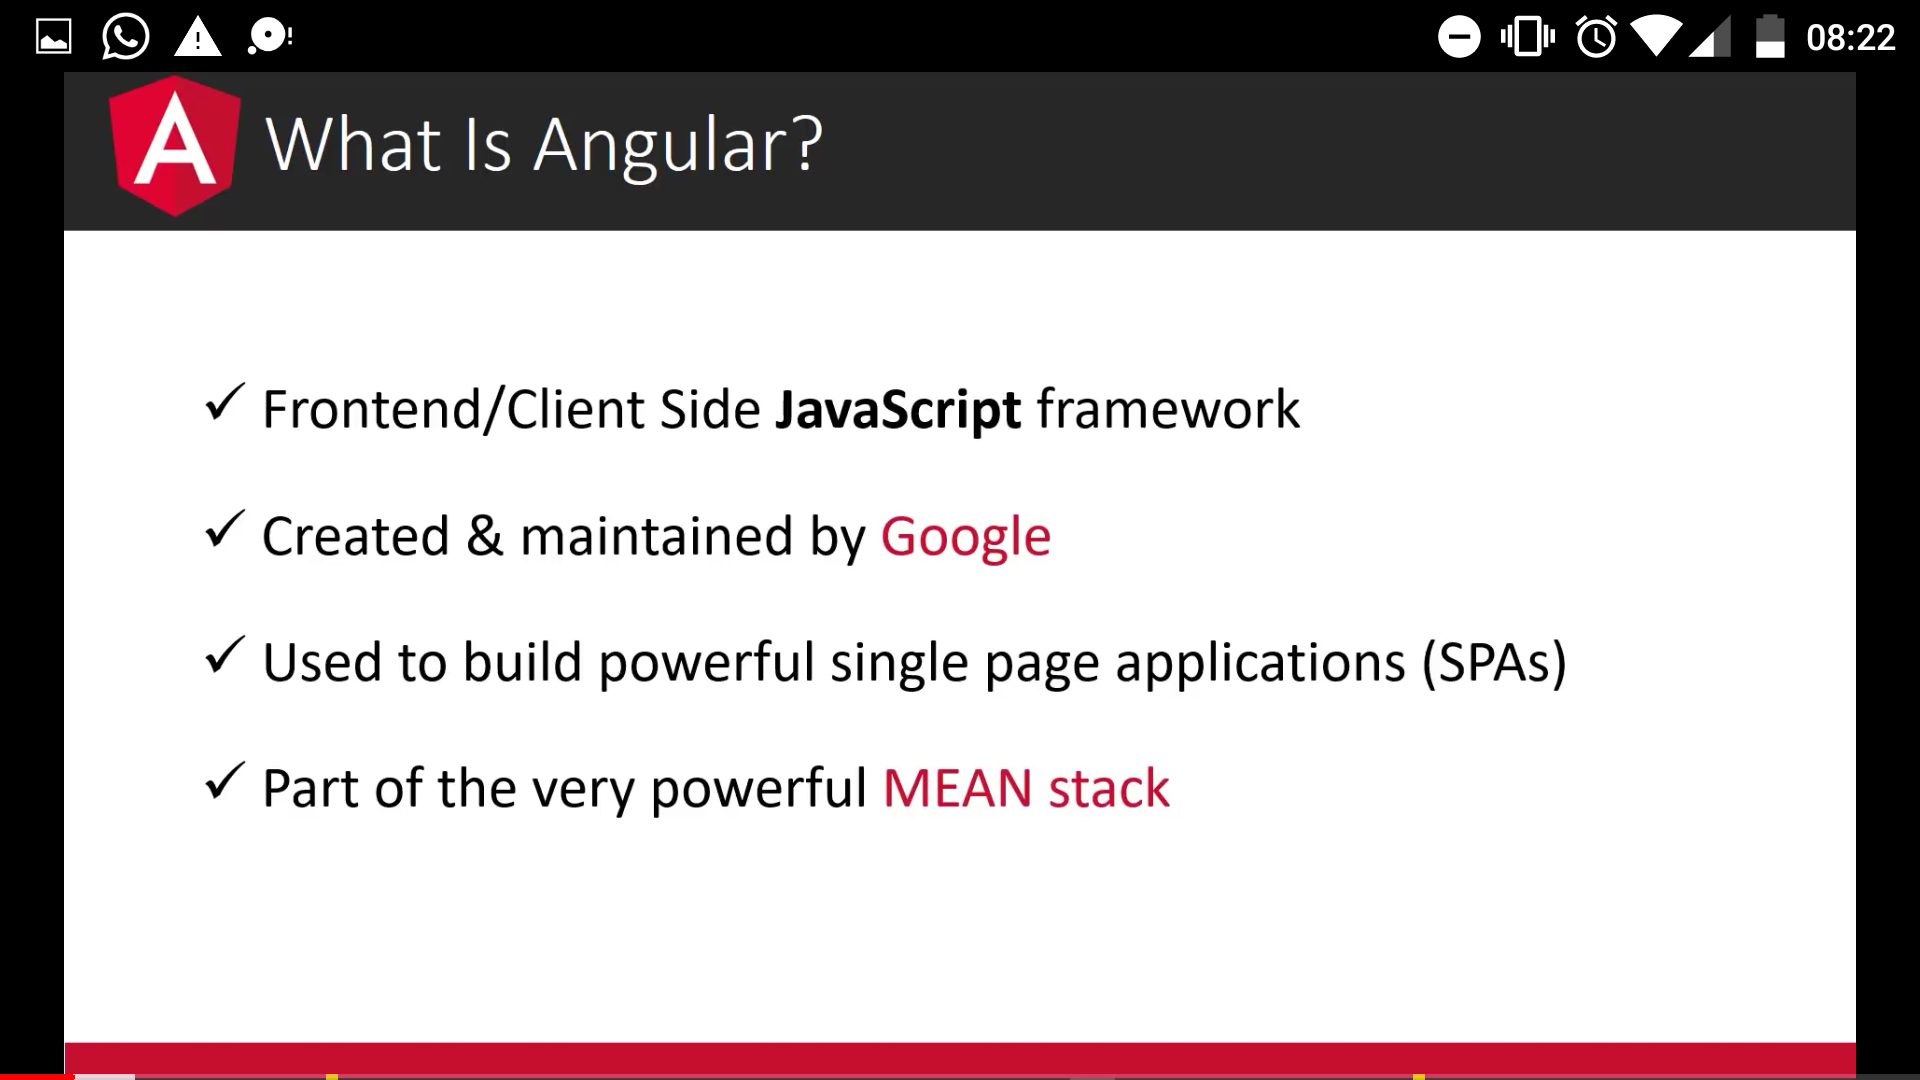 08:22
What Is Angular?
✓ Frontend/Client Side JavaScript framework
✓ Created & maintained by Google
✓ Used to build powerful single page applications (SPAs)
✓ Part of the very powerful MEAN stack